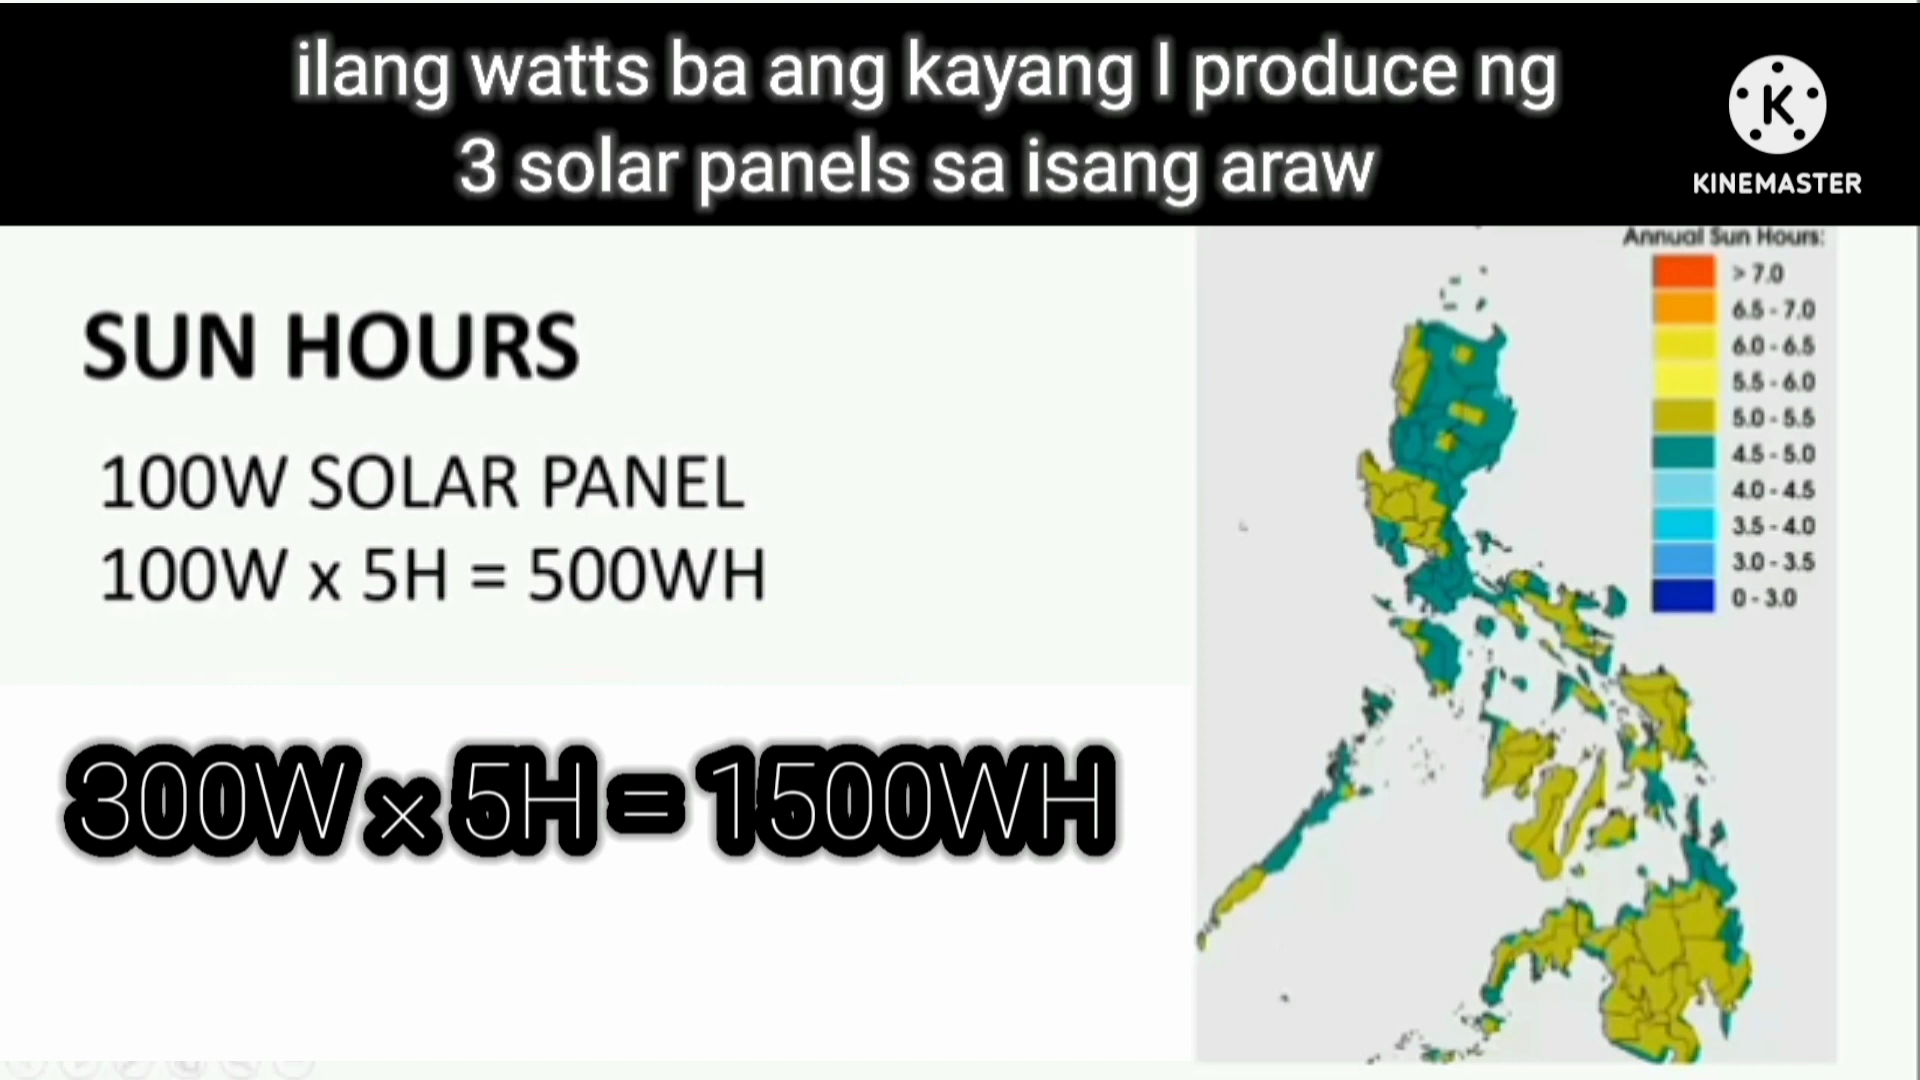 ilang watts ba ang kayang I produce ng
3 solar panels sa isang araw
KINEMASTER
SUN HOURS
100W SOLAR PANEL
100W x 5H = 500WH
300W × 5H = 1500WH
Annual Sun Hours:
> 7.0
6.5 - 7.0
6.0 - 6.5
5.5 - 6.0
5.0 - 5.5
4.5 - 5.0
4.0 - 4.5
3.5 - 4.0
3.0 - 3.5
0 - 3.0